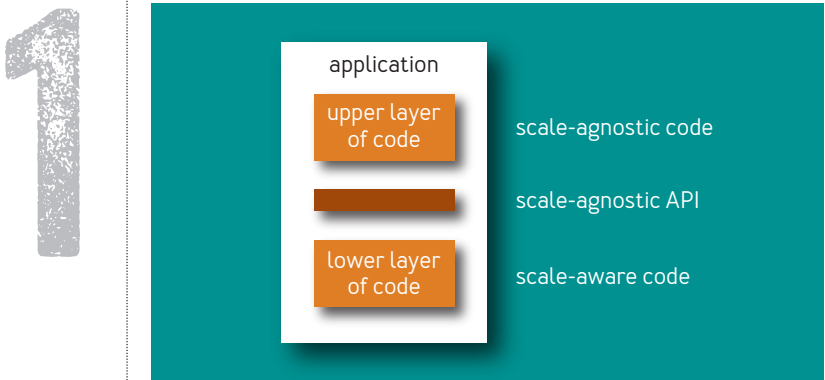 1
application
upper layer
of code
scale-agnostic code
scale-agnostic API
lower layer
of code
scale-aware code